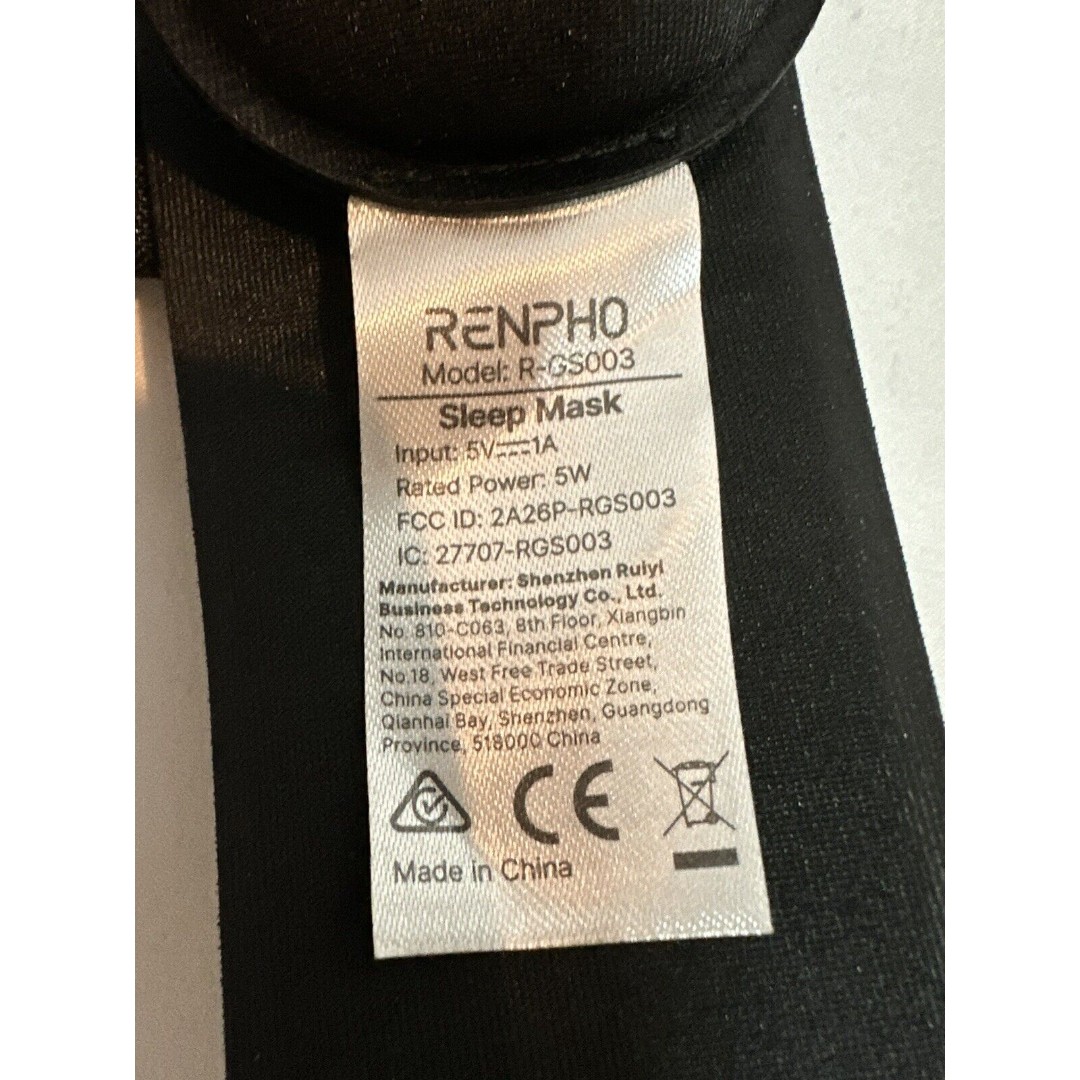 RENPHO
Model: R-GS003
Sleep Mask
Input: 5V⎓1A
Rated Power: 5W
FCC ID: 2A26P-RGS003
IC: 27707-RGS003
Manufacturer: Shenzhen Ruiyi
Business Technology Co., Ltd.
No. 810-C063, 8th Floor, Xiangbin
International Financial Centre,
No.18, West Free Trade Street,
China Special Economic Zone,
Qianhai Bay, Shenzhen, Guangdong
Province, 518000 China
CE
Made in China